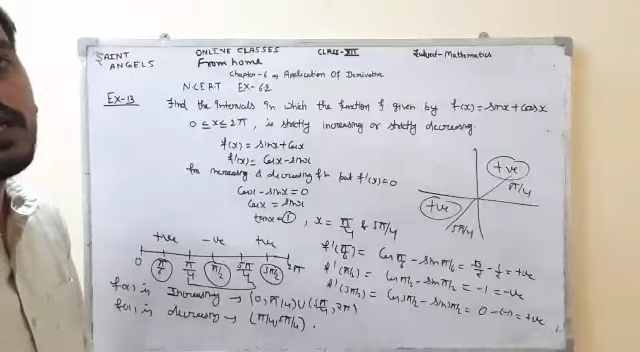 SAINT ANGELS
ONLINE CLASSES From home
CLASS-XII
Subject - Mathematics
Chapter-6, Application Of Derivative
NCERT EX-6.2
EX-13 Find the Intervals in which the function f given by f(x) = sinx + cosx
0 ≤ x ≤ 2π, is strictly increasing or strictly decreasing.
f(x) = sinx + cosx
f'(x) = cosx - sinx
for increasing & decreasing fn put f'(x) = 0
cosx - sinx = 0
cosx = sinx
tanx = 1, x = π/4 & 5π/4
+ve
π/4
+ve
5π/4
+ve -ve +ve
0 π/6 π/4 π/2 5π/4 3π/2 2π
f'(π/6) = cos π/6 - sin π/6 = √3/2 - 1/2 = +ve
f'(π/2) = cos π/2 - sin π/2 = -1 = -ve
f'(3π/2) = cos 3π/2 - sin 3π/2 = 0 - (-1) = +ve
f(x) is Increasing → (0, π/4) ∪ (5π/4, 2π)
f(x) is decreasing → (π/4, 5π/4).